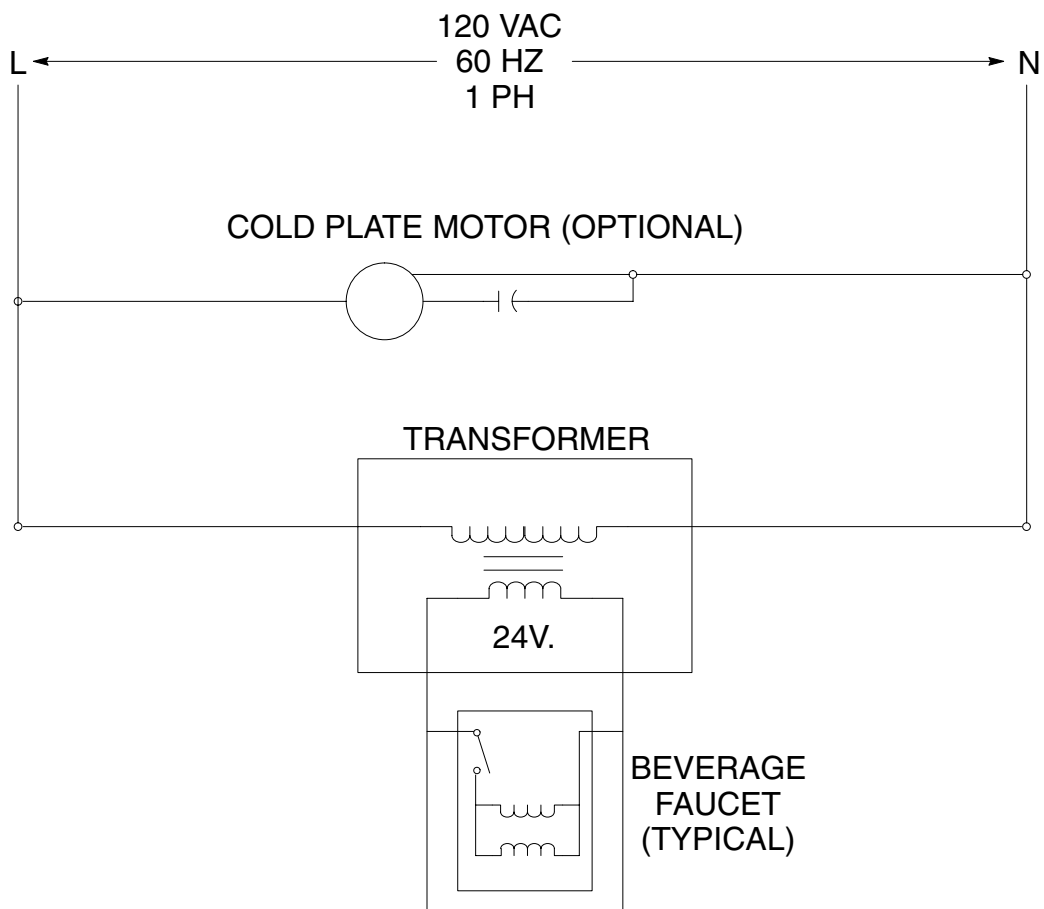 120 VAC
L
60 HZ
N
1 PH
COLD PLATE MOTOR (OPTIONAL)
TRANSFORMER
24V.
BEVERAGE
FAUCET
(TYPICAL)